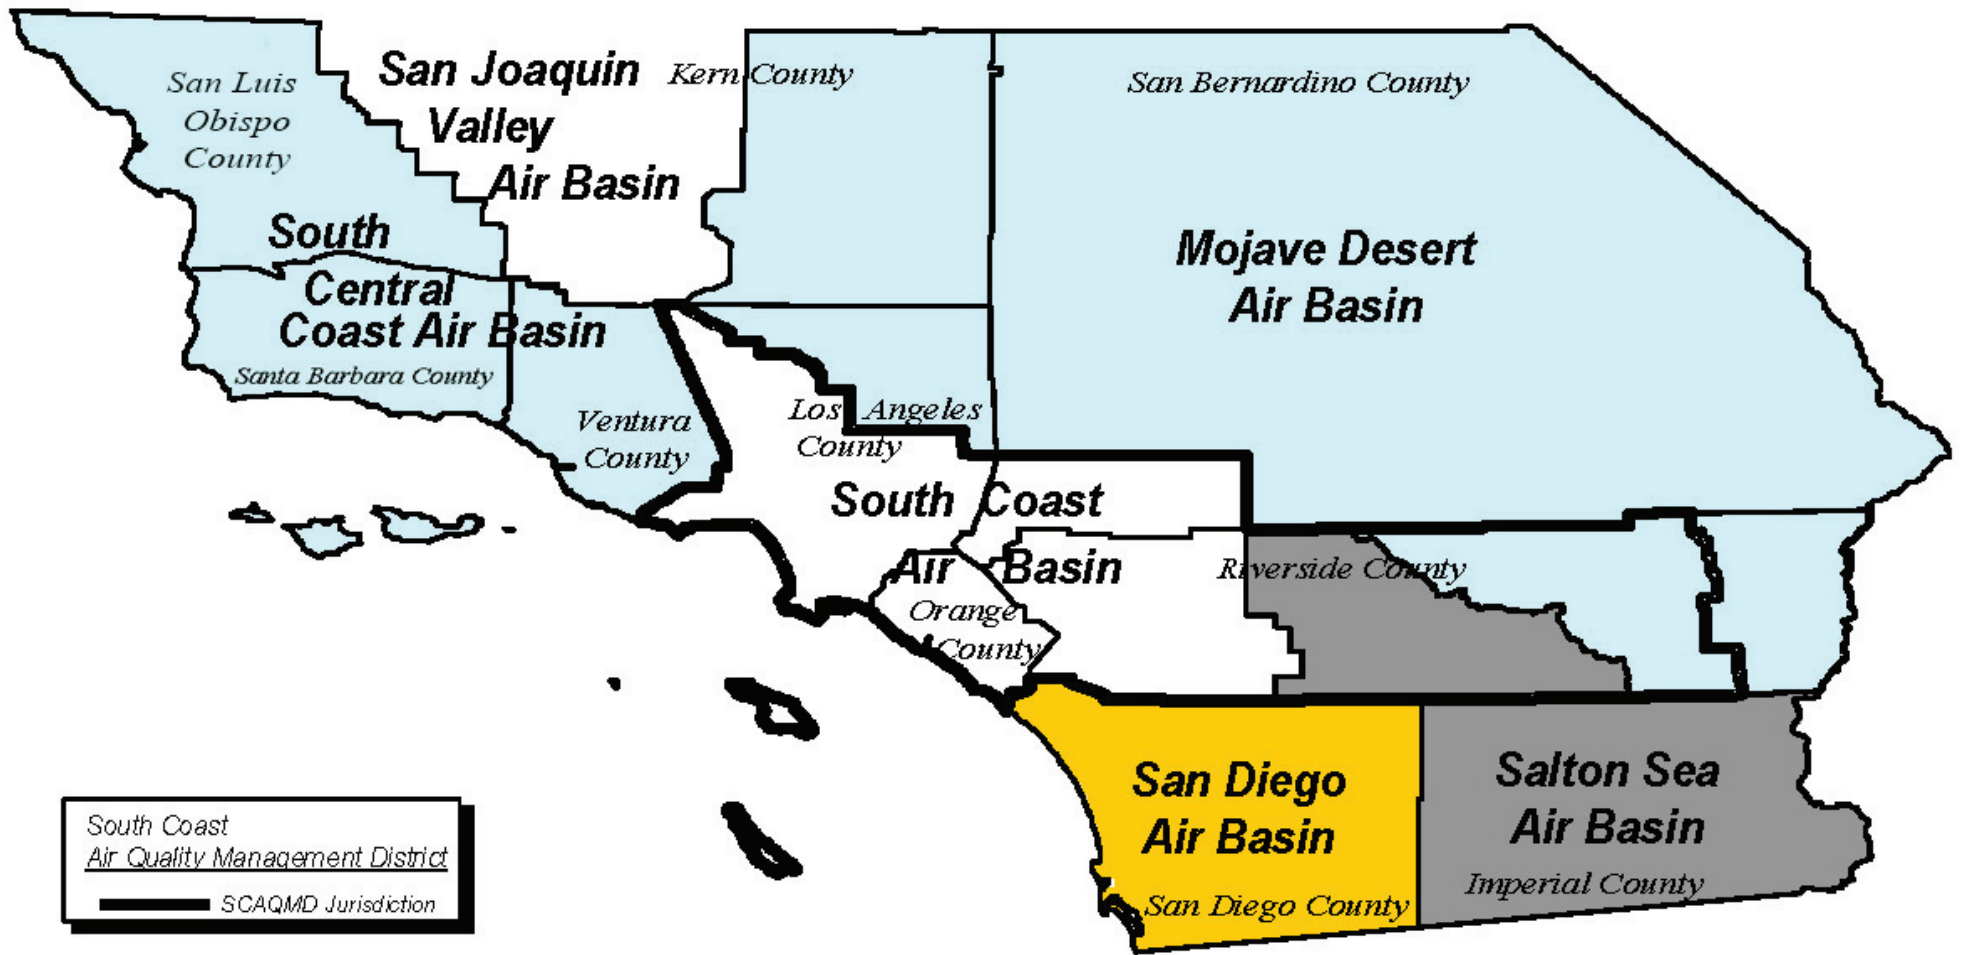 San Luis
Obispo
County
San Joaquin
Valley
Air Basin
Kern County
San Bernardino County
South
Central
Coast Air Basin
Santa Barbara County
Mojave Desert
Air Basin
Ventura
County
Los Angeles
County
South Coast
Air Basin
Orange
County
Riverside County
San Diego
Air Basin
San Diego County
Salton Sea
Air Basin
Imperial County
South Coast
Air Quality Management District
SCAQMD Jurisdiction